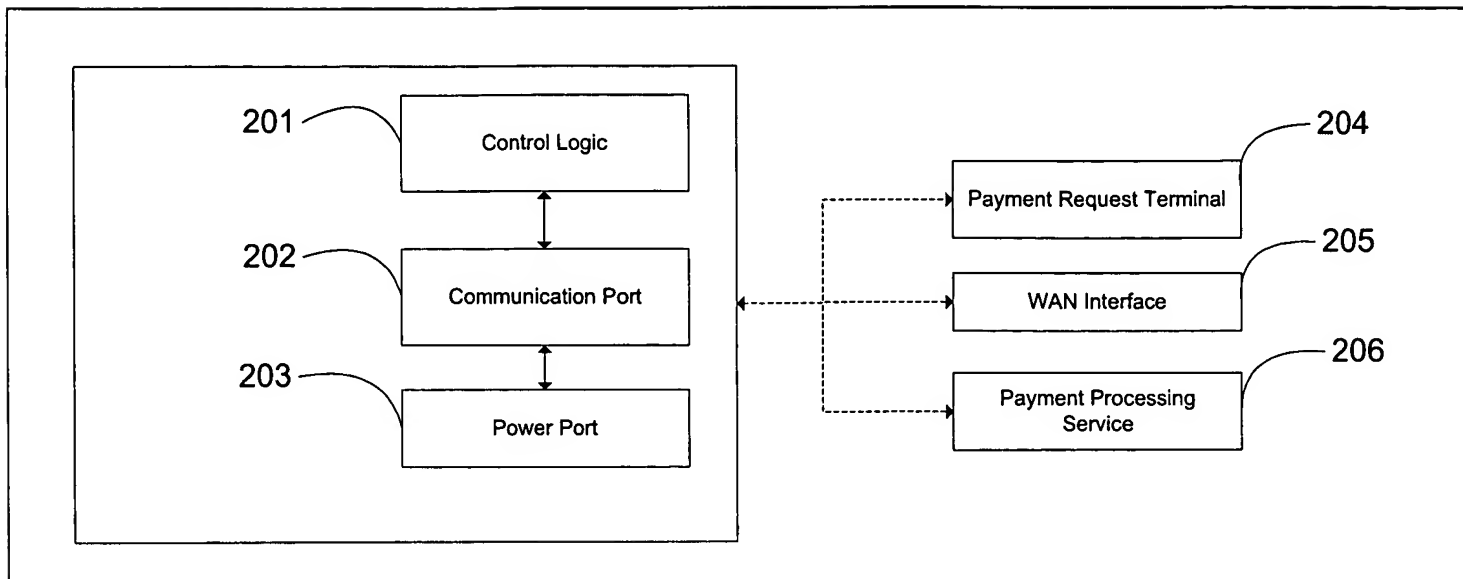 201
Control Logic
202
Communication Port
203
Power Port
204
Payment Request Terminal
205
WAN Interface
206
Payment Processing
Service